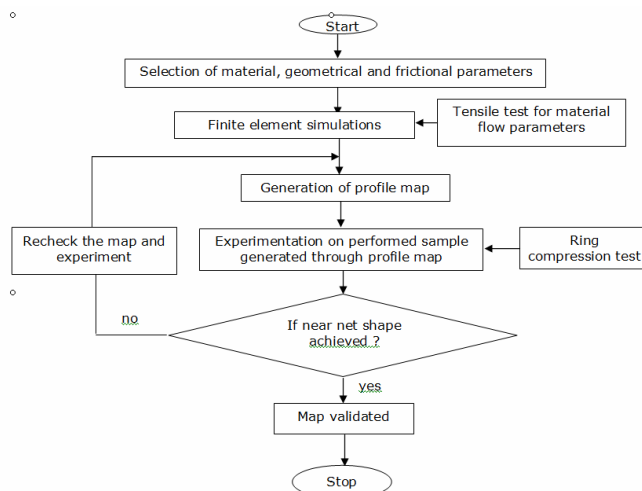 Start
Selection of material, geometrical and frictional parameters
Finite element simulations
Tensile test for material
flow parameters
Generation of profile map
Recheck the map and
experiment
Experimentation on performed sample
generated through profile map
Ring
compression test
no
If near net shape
achieved ?
yes
Map validated
Stop